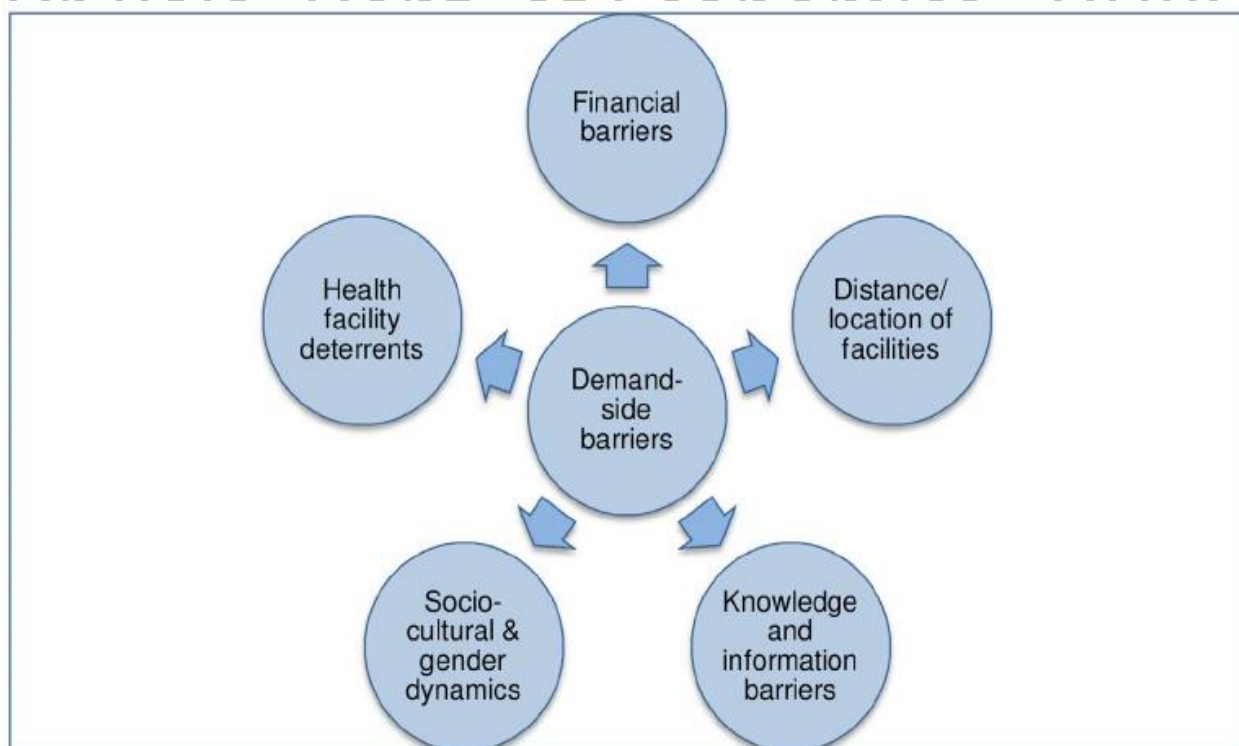 Financial
barriers
Health
facility
deterrents
Distance/
location of
facilities
Demand-
side
barriers
Socio-
cultural &
gender
dynamics
Knowledge
and
information
barriers